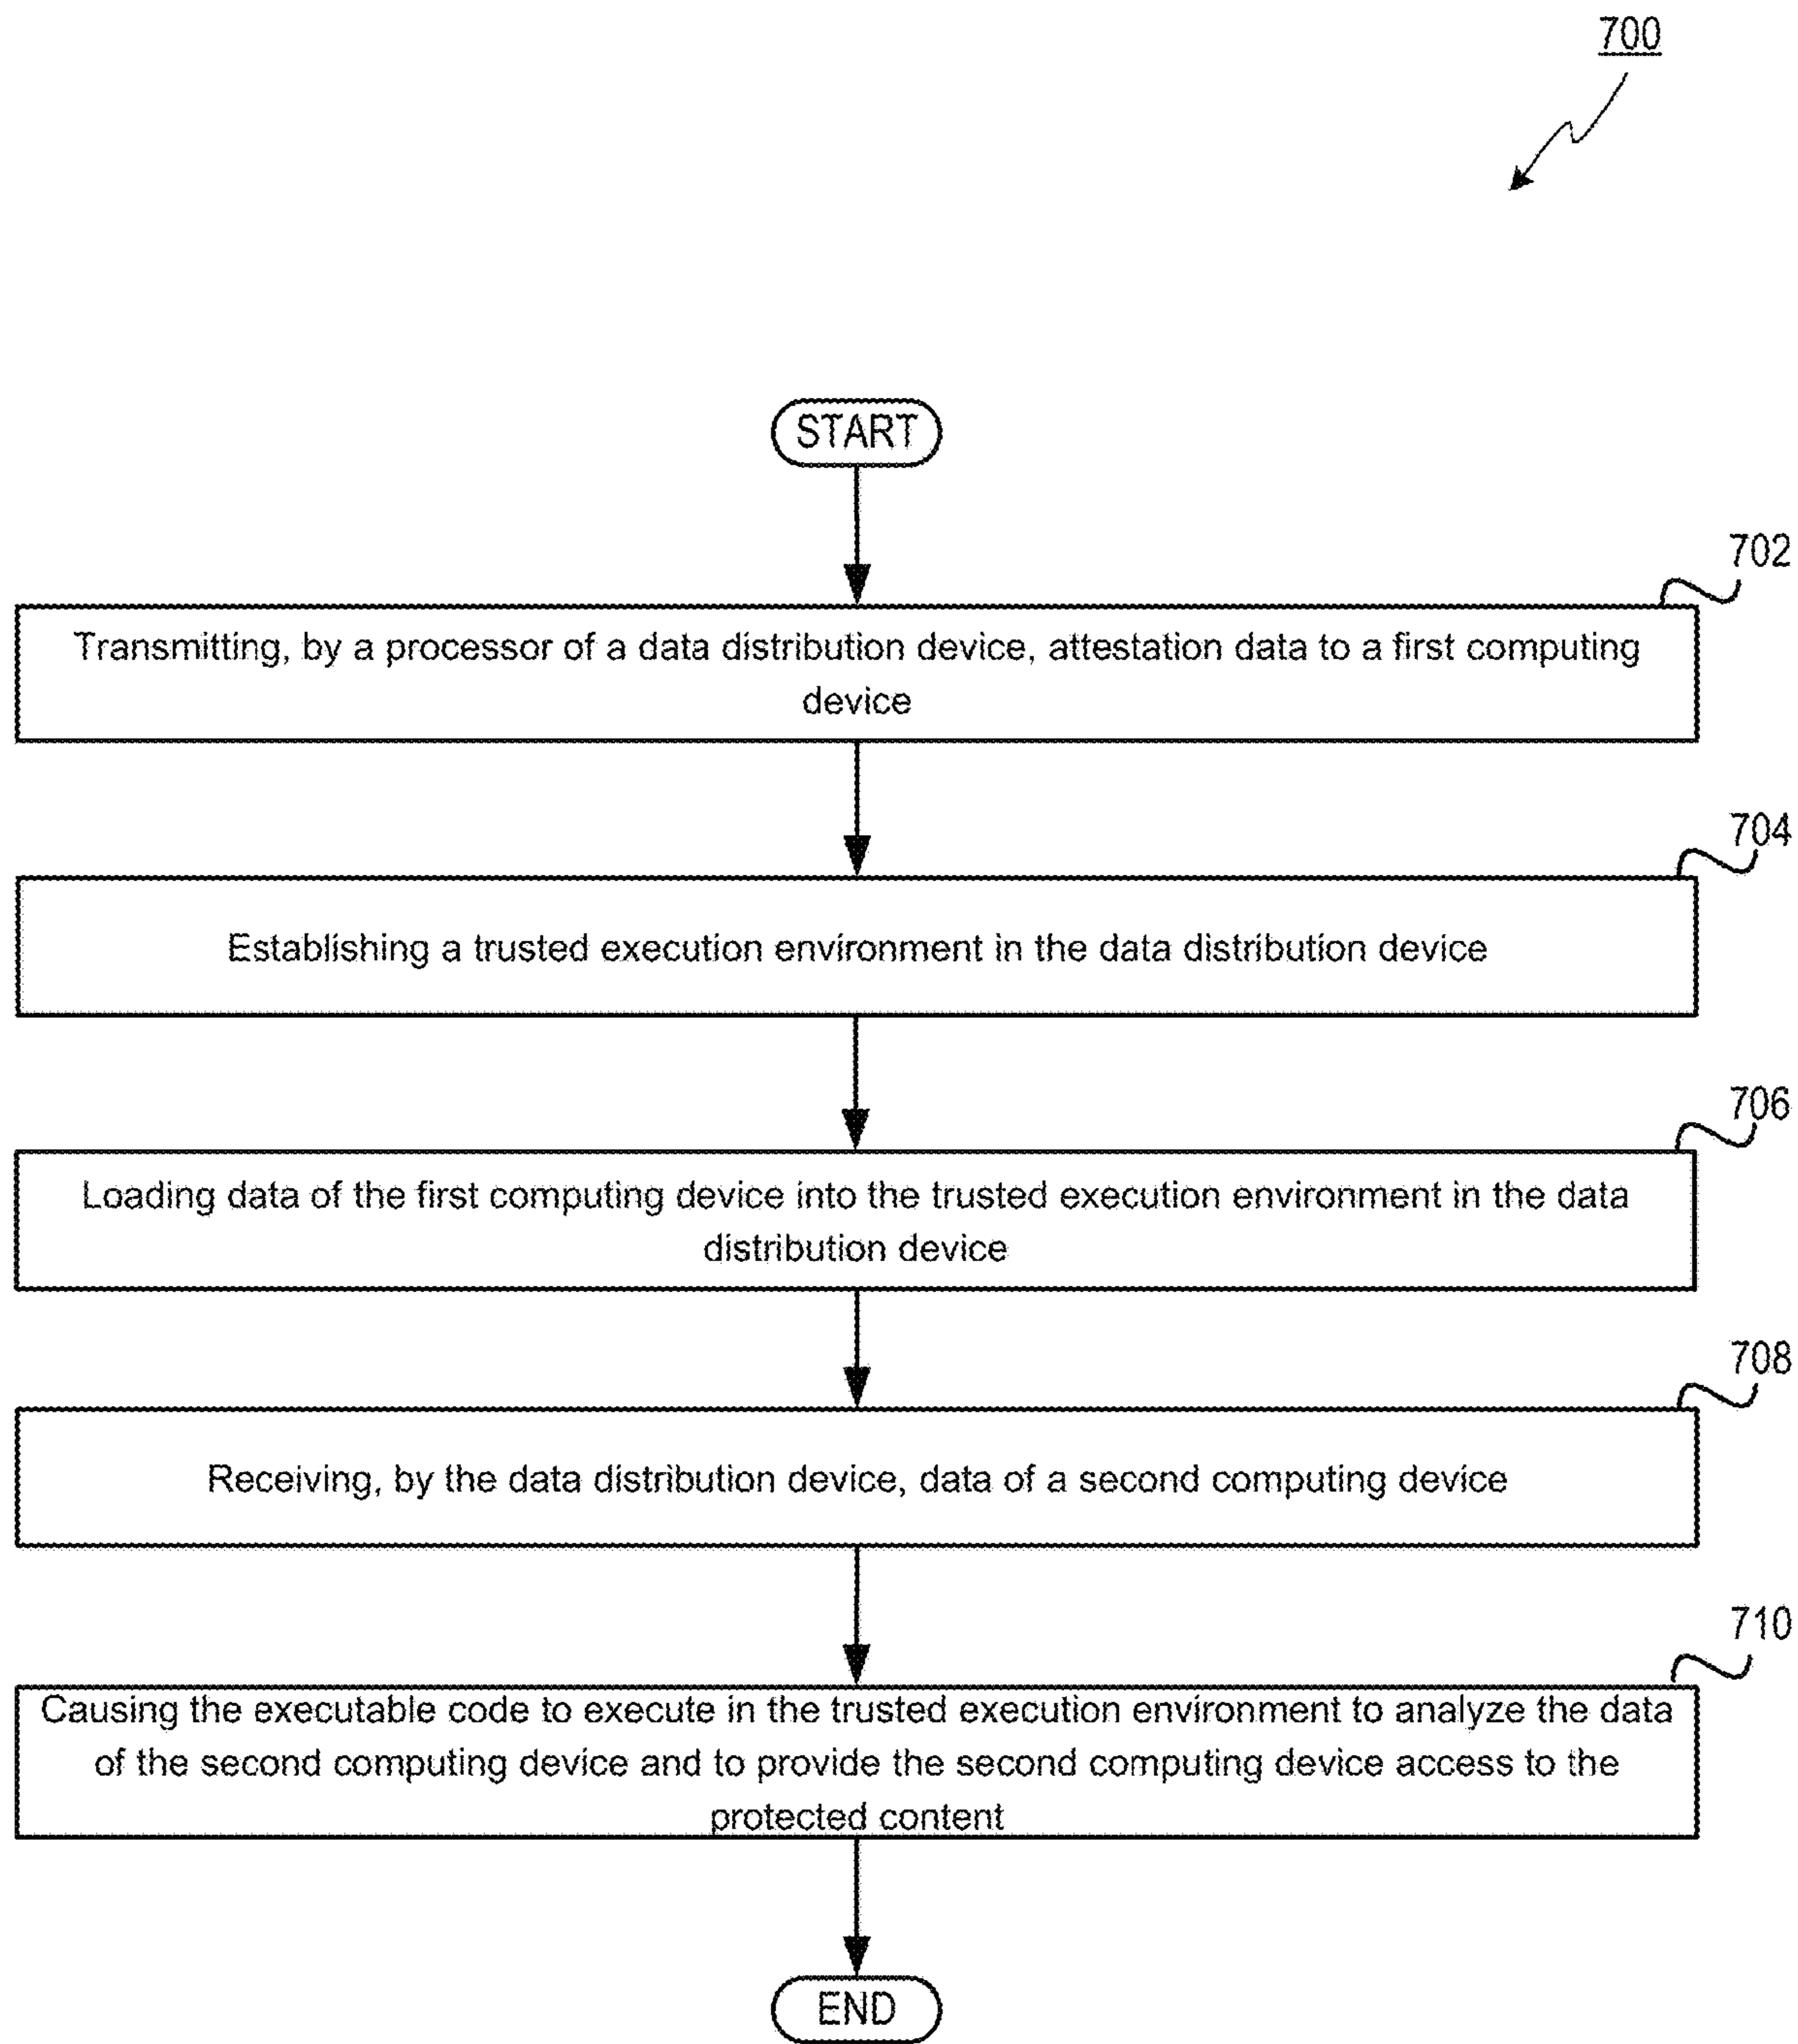 700
START
702
Transmitting, by a processor of a data distribution device, attestation data to a first computing
device
704
Establishing a trusted execution environment in the data distribution device
706
Loading data of the first computing device into the trusted execution environment in the data
distribution device
708
Receiving, by the data distribution device, data of a second computing device
710
Causing the executable code to execute in the trusted execution environment to analyze the data
of the second computing device and to provide the second computing device access to the
protected content
END